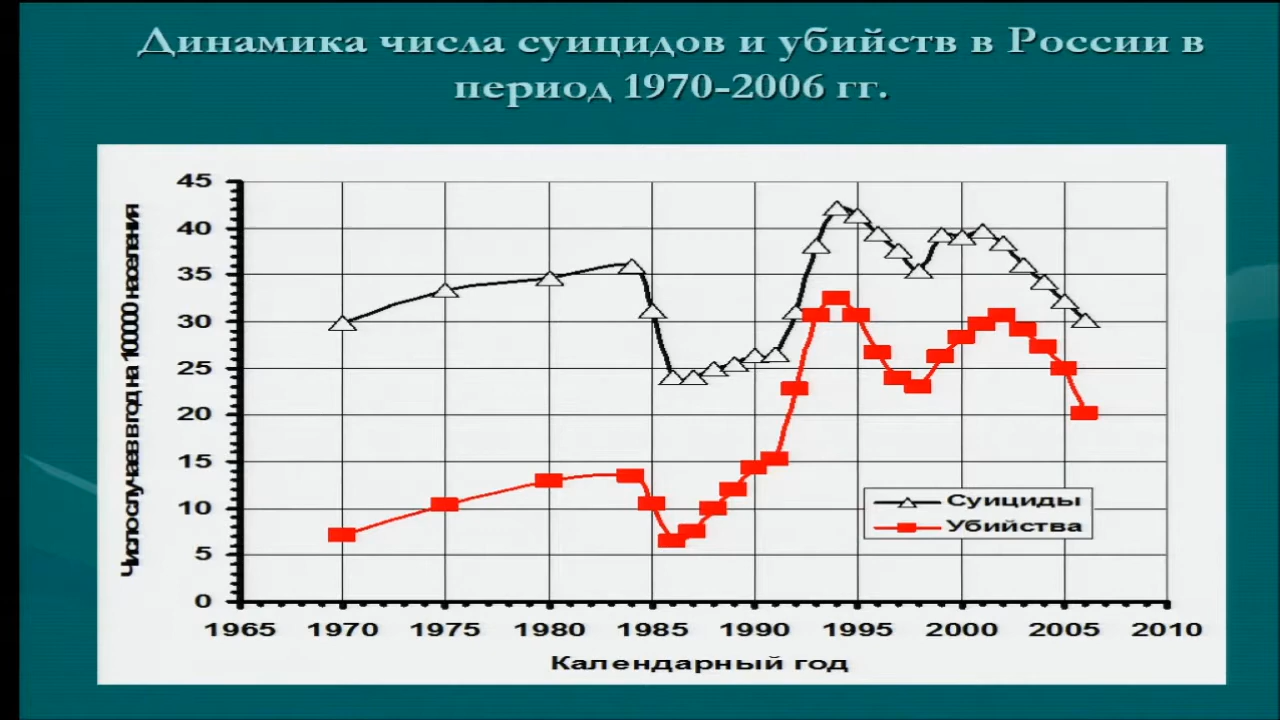 Динамика числа суицидов и убийств в России в
период 1970-2006 гг.
Число случаев в год на 100000 населения
45
40
35
30
25
20
15
10
5
0
1965 1970 1975 1980 1985 1990 1995 2000 2005 2010
Календарный год
Суициды
Убийства